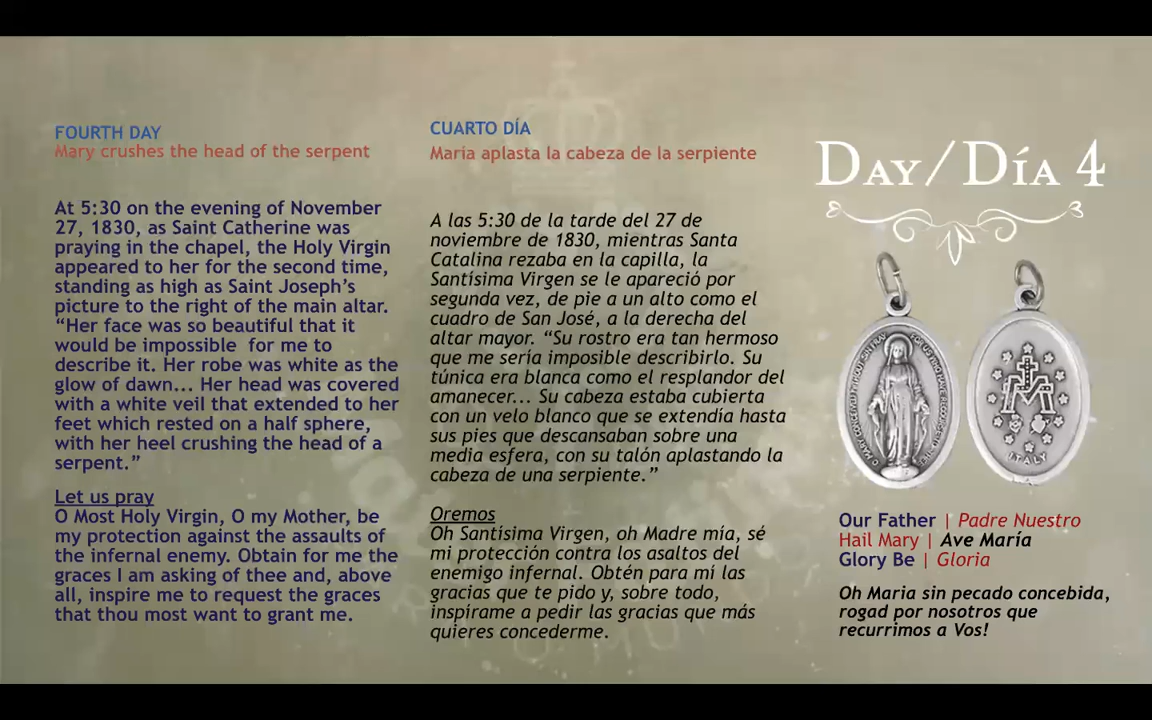 FOURTH DAY
Mary crushes the head of the serpent
At 5:30 on the evening of November
27, 1830, as Saint Catherine was
praying in the chapel, the Holy Virgin
appeared to her for the second time,
standing as high as Saint Joseph's
picture to the right of the main altar.
“Her face was so beautiful that it
would be impossible for me to
describe it. Her robe was white as the
glow of dawn... Her head was covered
with a white veil that extended to her
feet which rested on a half sphere,
with her heel crushing the head of a
serpent.”
Let us pray
O Most Holy Virgin, O my Mother, be
my protection against the assaults of
the infernal enemy. Obtain for me the
graces I am asking of thee and, above
all, inspire me to request the graces
that thou most want to grant me.
CUARTO DÍA
María aplasta la cabeza de la serpiente
A las 5:30 de la tarde del 27 de
noviembre de 1830, mientras Santa
Catalina rezaba en la capilla, la
Santísima Virgen se le apareció por
segunda vez, de pie a un alto como el
cuadro de San José, a la derecha del
altar mayor. “Su rostro era tan hermoso
que me sería imposible describirlo. Su
túnica era blanca como el resplandor del
amanecer... Su cabeza estaba cubierta
con un velo blanco que se extendía hasta
sus pies que descansaban sobre una
media esfera, con su talón aplastando la
cabeza de una serpiente.”
Oremos
Oh Santísima Virgen, oh Madre mía, sé
mi protección contra los asaltos del
enemigo infernal. Obtén para mí las
gracias que te pido y, sobre todo,
inspírame a pedir las gracias que más
quieres concederme.
DAY/DÍA 4
ITALY
Our Father | Padre Nuestro
Hail Mary | Ave María
Glory Be | Gloria
Oh Maria sin pecado concebida,
rogad por nosotros que
recurrimos a Vos!